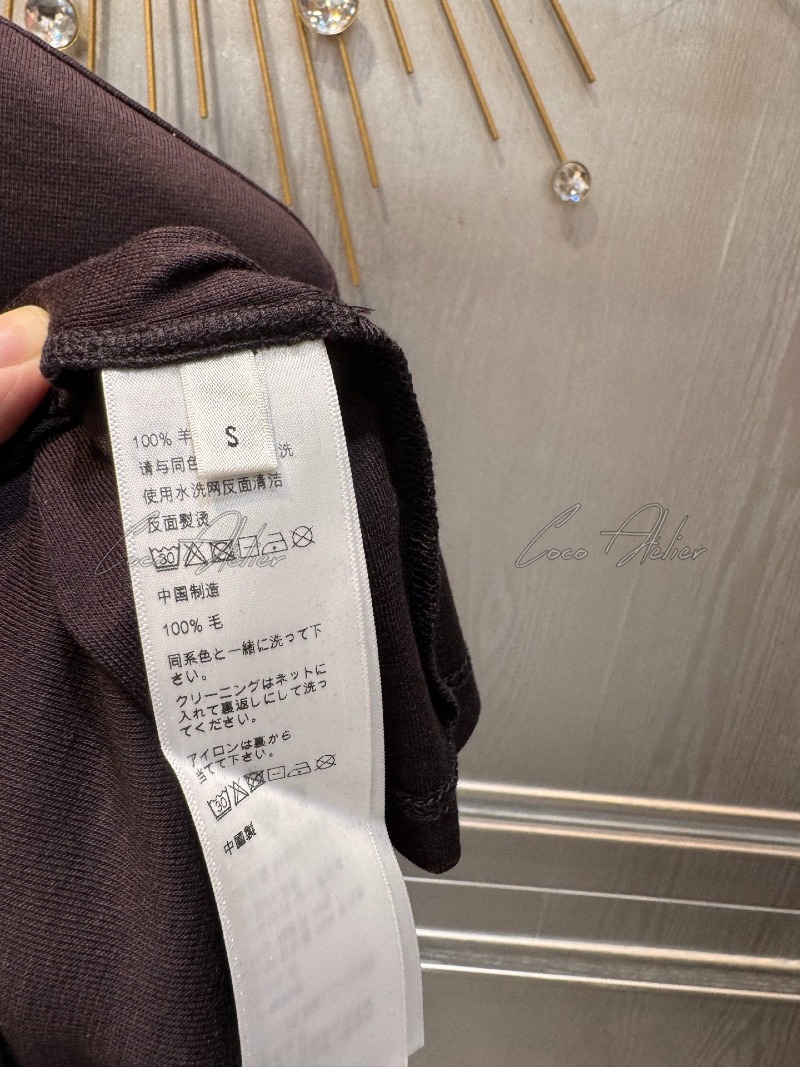 S
100% 羊
请与同色 洗
使用水洗网反面清洁
反面熨烫
30
中国制造
100% 毛
同系色と一緒に洗って下
さい。
クリーニングはネットに
入れて裏返しにして洗っ
てください。
アイロンは裏から
当てて下さい。
30
中國製
Coco Atelier
Coco Atelier